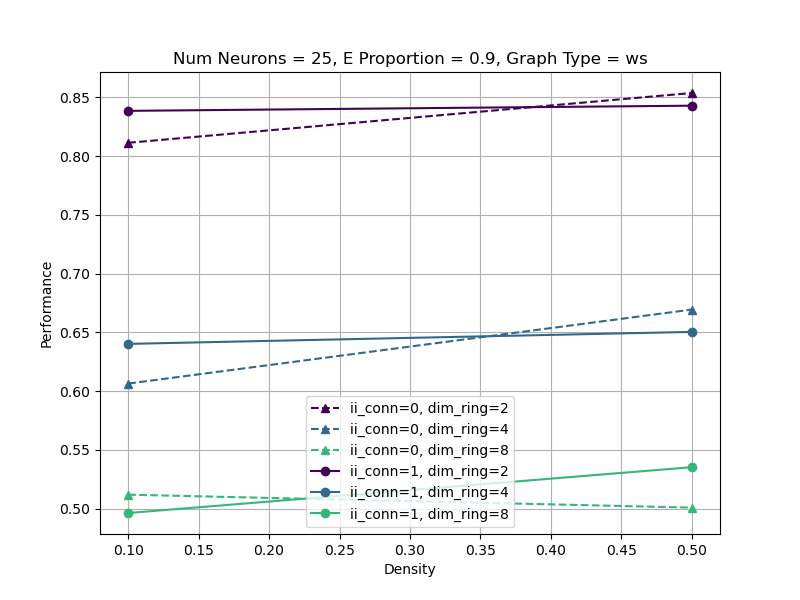 Num Neurons = 25, E Proportion = 0.9, Graph Type = ws
Performance
0.85
0.80
0.75
0.70
0.65
0.60
0.55
0.50
ii_conn=0, dim_ring=2
ii_conn=0, dim_ring=4
ii_conn=0, dim_ring=8
ii_conn=1, dim_ring=2
ii_conn=1, dim_ring=4
ii_conn=1, dim_ring=8
0.10 0.15 0.20 0.25 0.30 0.35 0.40 0.45 0.50
Density